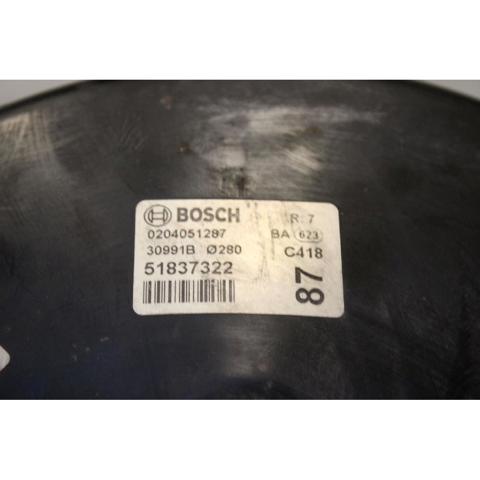 BOSCH R: 7
0204051287 BA 623
30991B Ø280 C418
51837322
87